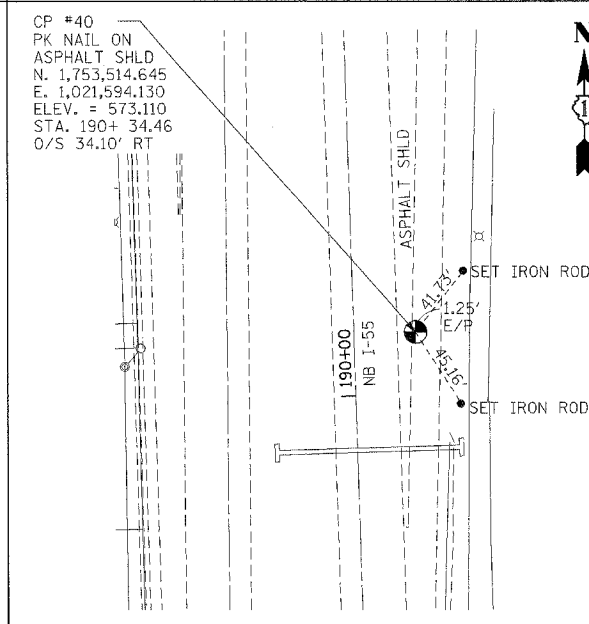 CP #40
PK NAIL ON
ASPHALT SHLD
N. 1,753,514.645
E. 1,021,594.130
ELEV. = 573.110
STA. 190+ 34.46
O/S 34.10' RT
N
ASPHALT SHLD
SET IRON ROD
41.73'
1.25'
E/P
190+00
NB I-55
45.16'
SET IRON ROD